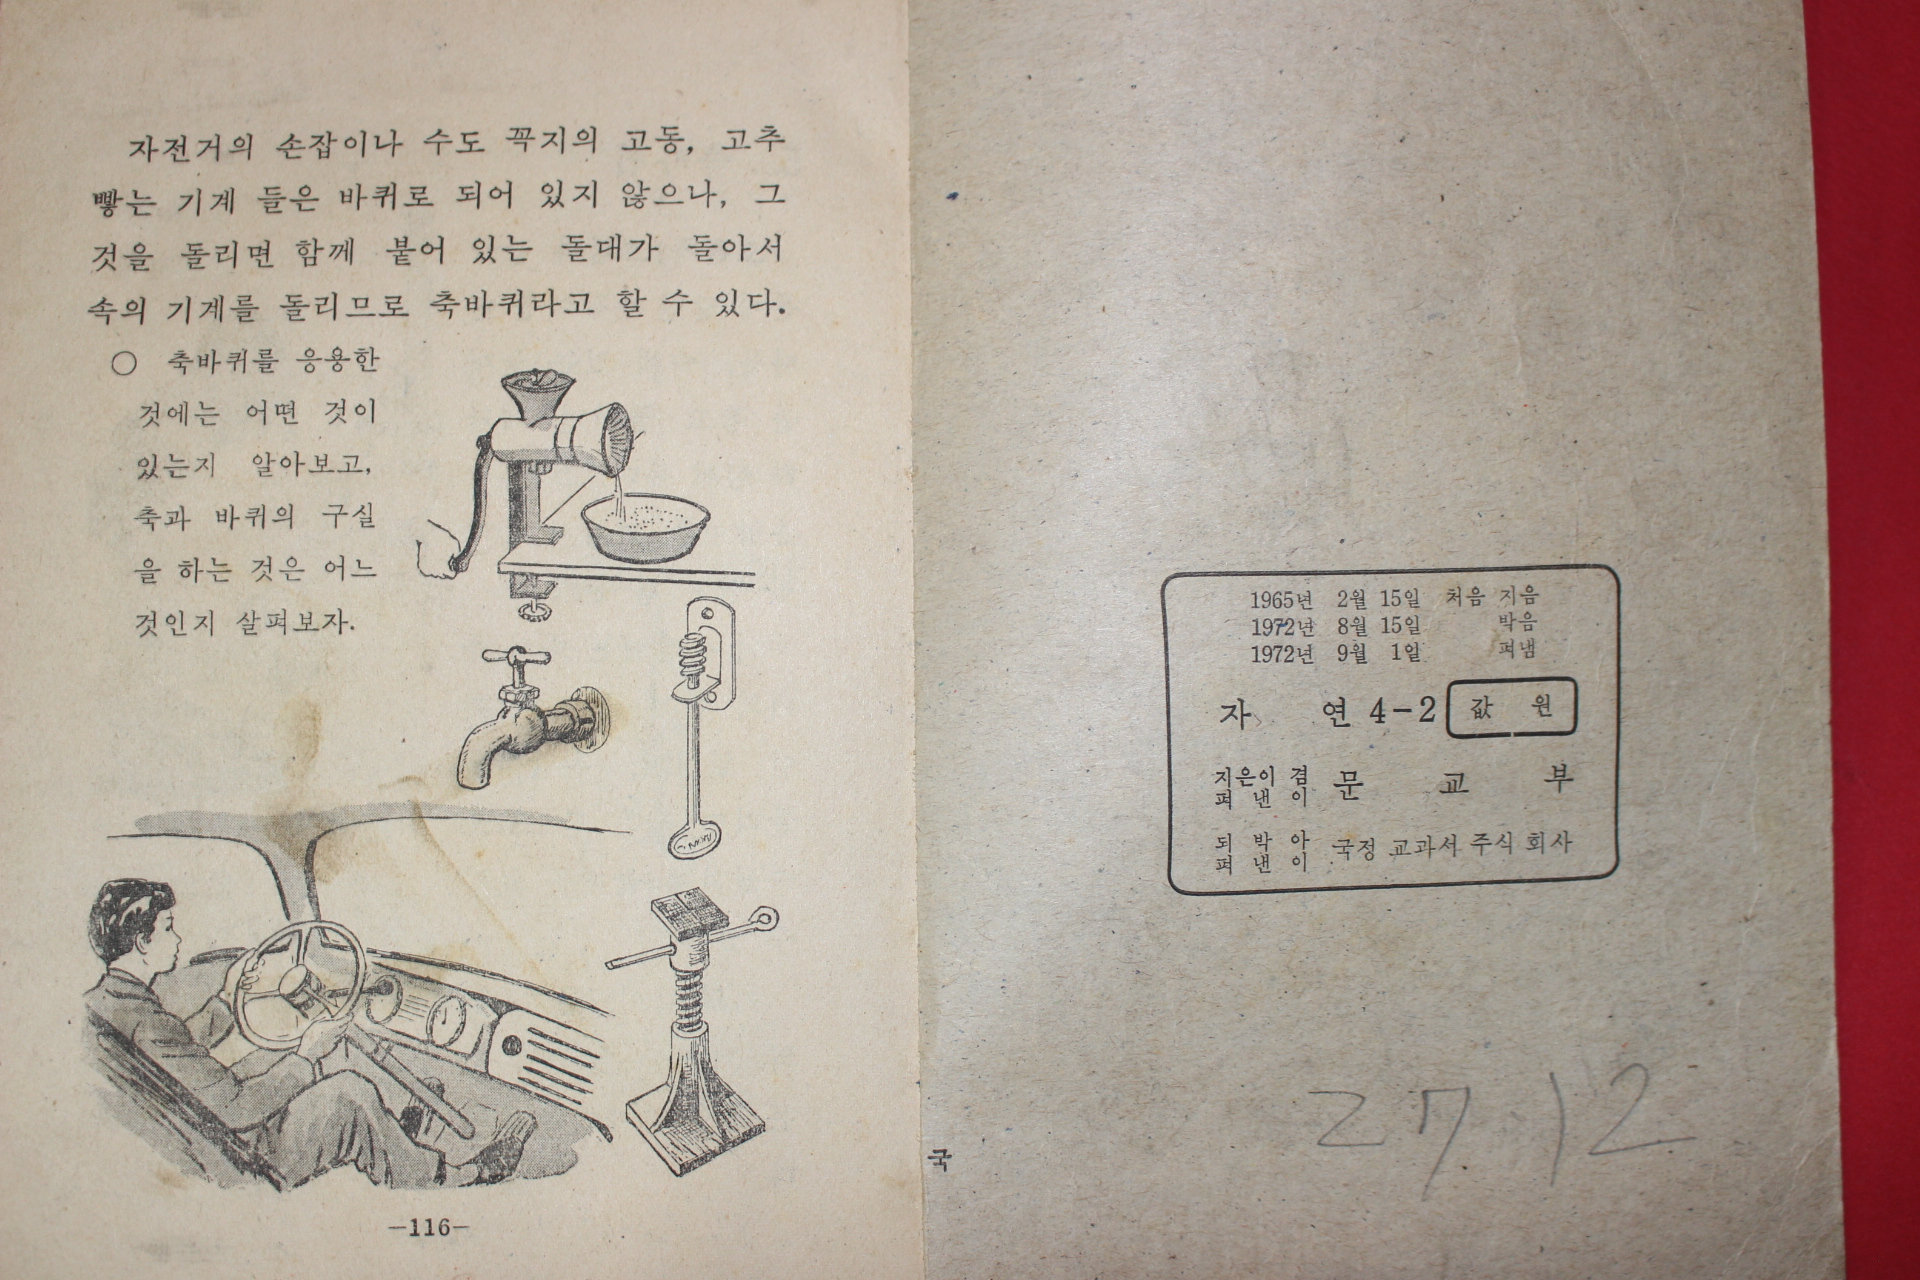 자전거의 손잡이나 수도 꼭지의 고동, 고추
빻는 기계 들은 바퀴로 되어 있지 않으나, 그
것을 돌리면 함께 붙어 있는 돌대가 돌아서
속의 기계를 돌리므로 축바퀴라고 할 수 있다.
○ 축바퀴를 응용한
것에는 어떤 것이
있는지 알아보고,
축과 바퀴의 구실
을 하는 것은 어느
것인지 살펴보자.
-116-
국
1965년 2월 15일 처음 지음
1972년 8월 15일 박음
1972년 9월 1일 펴냄
자 연 4-2 값 원
지은이 겸
펴 낸 이
문 교 부
되 박 아
펴 낸 이
국정 교과서 주식 회사
27 12